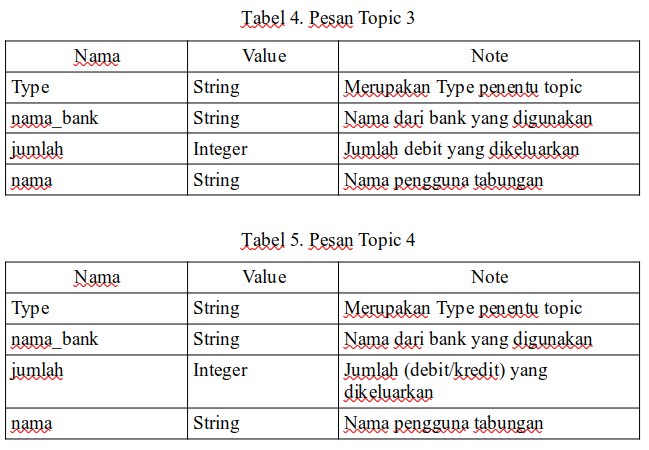 Tabel 4. Pesan Topic 3
Nama Value Note
Type String Merupakan Type penentu topic
nama_bank String Nama dari bank yang digunakan
jumlah Integer Jumlah debit yang dikeluarkan
nama String Nama pengguna tabungan
Tabel 5. Pesan Topic 4
Nama Value Note
Type String Merupakan Type penentu topic
nama_bank String Nama dari bank yang digunakan
jumlah Integer Jumlah (debit/kredit) yang
dikeluarkan
nama String Nama pengguna tabungan